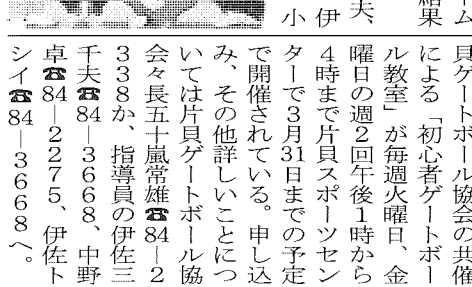 ーム
結果
夫、
伊
小
貝ゲートボール協会の共催
による「初心者ゲートボー
ル教室」が毎週火曜日、金
曜日の週2回午後1時から
4時まで片貝スポーツセン
ターで3月31日までの予定
で開催されている。申し込
み、その他詳しいことにつ
いては片貝ゲートボール協
会々長五十嵐常雄☎84―2
338か、指導員の伊佐三
千夫☎84―3668、中野
卓☎84―2275、伊佐ト
シイ☎84―3668へ。